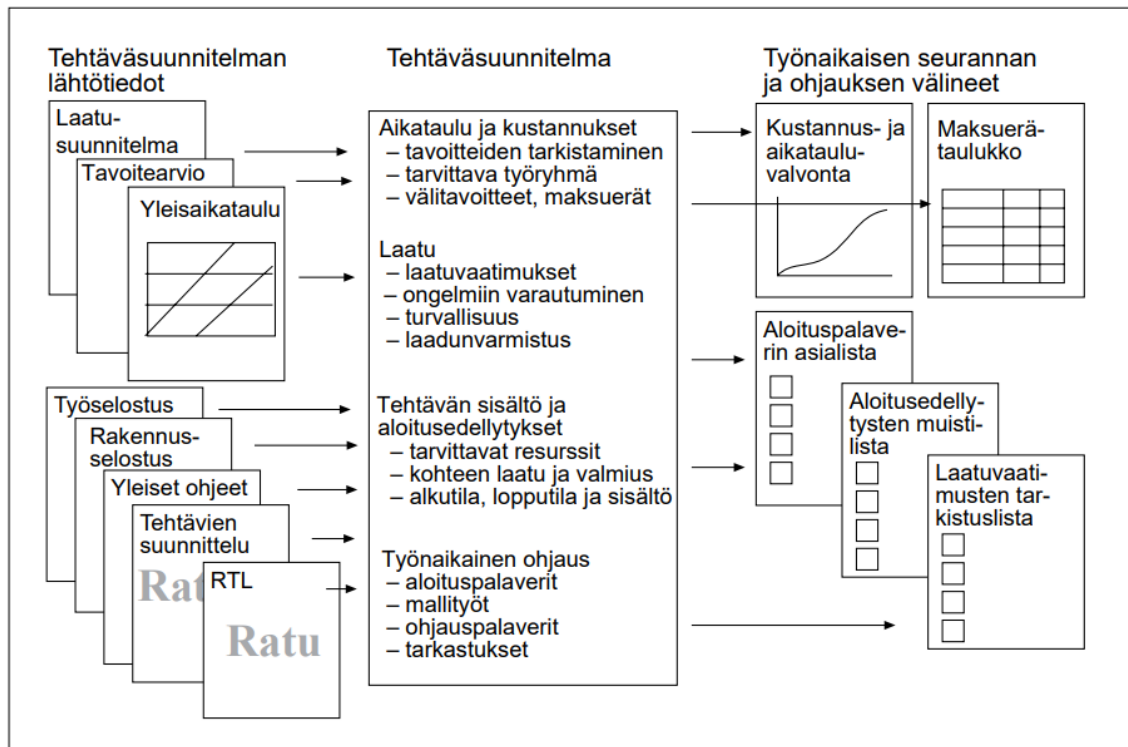 Tehtäväsuunnitelman
lähtötiedot
Laatu-
suunnitelma
Tavoitearvio
Yleisaikataulu
Työselostus
Rakennus-
selostus
Yleiset ohjeet
Tehtävien
suunnittelu
Rat
RTL
Ratu
Tehtäväsuunnitelma
Aikataulu ja kustannukset
– tavoitteiden tarkistaminen
– tarvittava työryhmä
– välitavoitteet, maksuerät
Laatu
– laatuvaatimukset
– ongelmiin varautuminen
– turvallisuus
– laadunvarmistus
Tehtävän sisältö ja
aloitusedellytykset
– tarvittavat resurssit
– kohteen laatu ja valmius
– alkutila, lopputila ja sisältö
Työnaikainen ohjaus
– aloituspalaverit
– mallityöt
– ohjauspalaverit
– tarkastukset
Työnaikaisen seurannan
ja ohjauksen välineet
Kustannus- ja
aikataulu-
valvonta
Maksuerä-
taulukko
Aloituspalave-
rin asialista
Aloitusedelly-
tysten muisti-
lista
Laatuvaati-
musten tar-
kistuslista